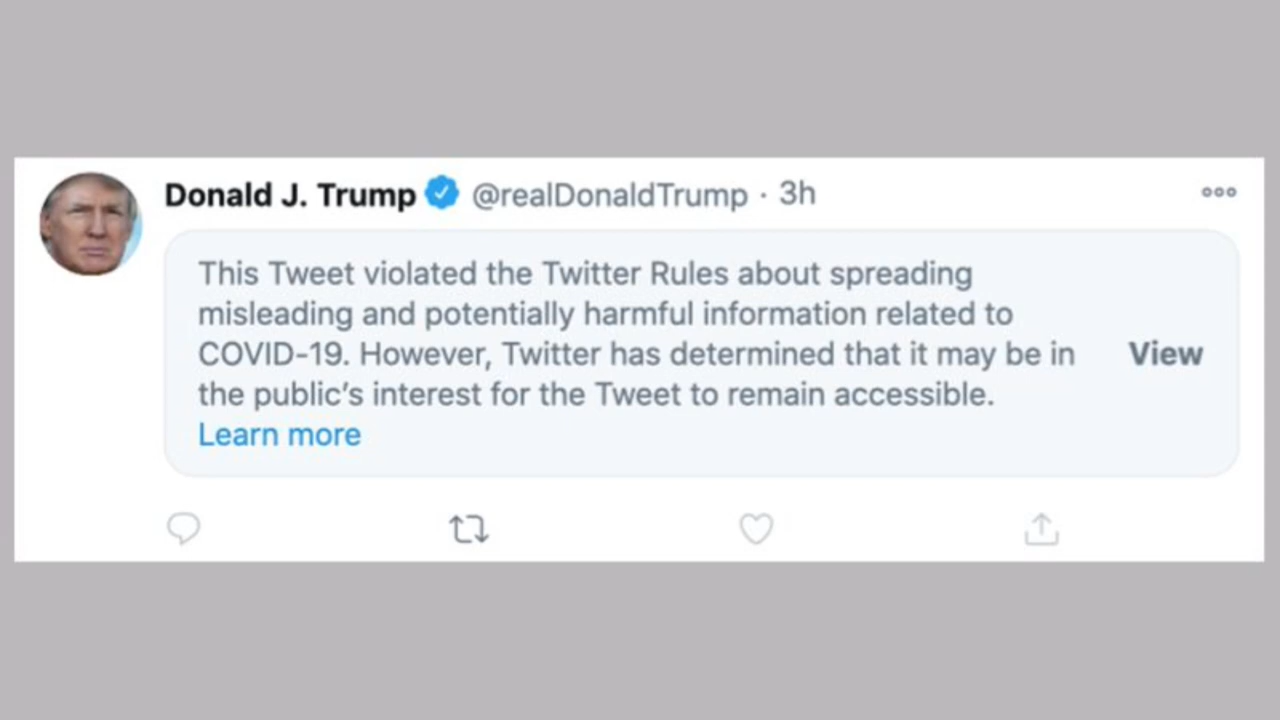 Donald J. Trump @realDonaldTrump · 3h
This Tweet violated the Twitter Rules about spreading
misleading and potentially harmful information related to
COVID-19. However, Twitter has determined that it may be in
the public’s interest for the Tweet to remain accessible.
Learn more
View